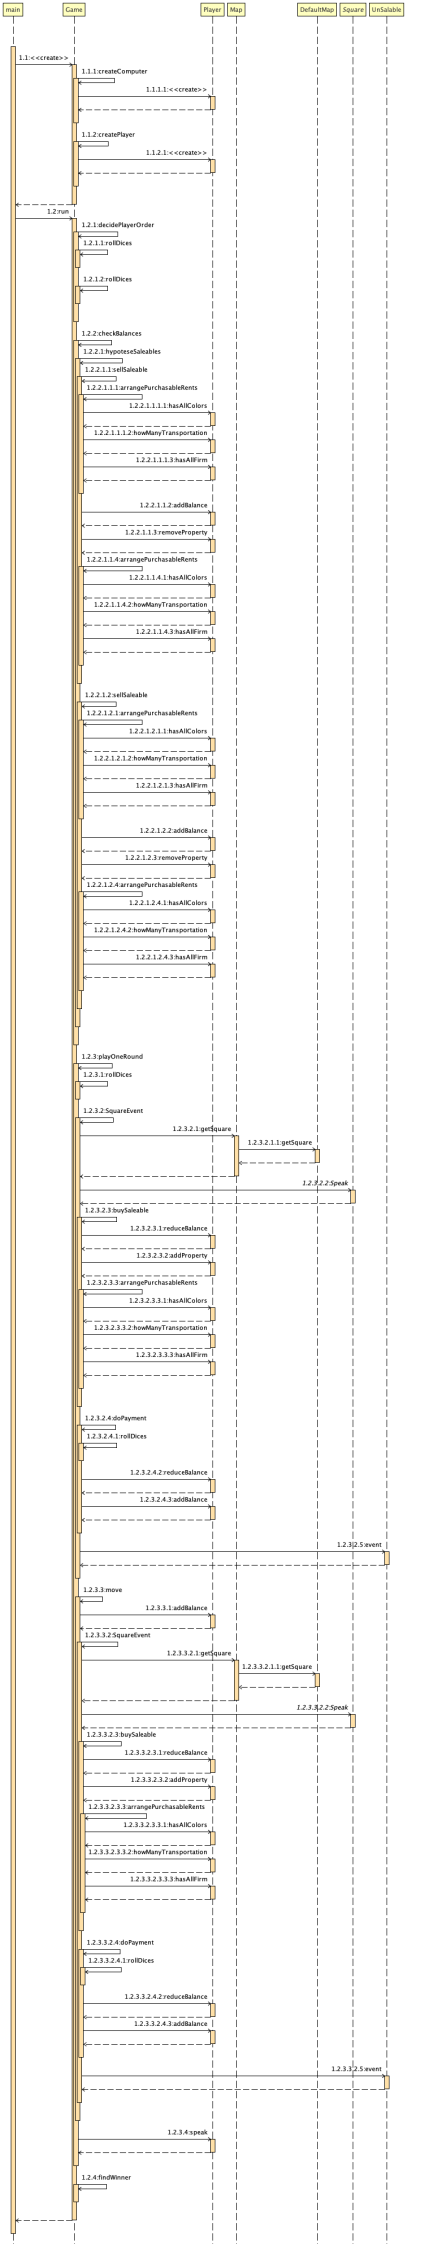 main Game Player Map DefaultMap Square UnSalable
1.1:<<create>>
1.1.1:createComputer
1.1.1.1:<<create>>
1.1.2:createPlayer
1.1.2.1:<<create>>
1.2:run
1.2.1:decidePlayerOrder
1.2.1.1:rollDices
1.2.1.2:rollDices
1.2.2:checkBalances
1.2.2.1:hypoteseSaleables
1.2.2.1.1:sellSaleable
1.2.2.1.1.1:arrangePurchasableRents
1.2.2.1.1.1.1:hasAllColors
1.2.2.1.1.1.2:howManyTransportation
1.2.2.1.1.1.3:hasAllFirm
1.2.2.1.1.2:addBalance
1.2.2.1.1.3:removeProperty
1.2.2.1.1.4:arrangePurchasableRents
1.2.2.1.1.4.1:hasAllColors
1.2.2.1.1.4.2:howManyTransportation
1.2.2.1.1.4.3:hasAllFirm
1.2.2.1.2:sellSaleable
1.2.2.1.2.1:arrangePurchasableRents
1.2.2.1.2.1.1:hasAllColors
1.2.2.1.2.1.2:howManyTransportation
1.2.2.1.2.1.3:hasAllFirm
1.2.2.1.2.2:addBalance
1.2.2.1.2.3:removeProperty
1.2.2.1.2.4:arrangePurchasableRents
1.2.2.1.2.4.1:hasAllColors
1.2.2.1.2.4.2:howManyTransportation
1.2.2.1.2.4.3:hasAllFirm
1.2.3:playOneRound
1.2.3.1:rollDices
1.2.3.2:SquareEvent
1.2.3.2.1:getSquare
1.2.3.2.1.1:getSquare
1.2.3.2.2:Speak
1.2.3.2.3:buySaleable
1.2.3.2.3.1:reduceBalance
1.2.3.2.3.2:addProperty
1.2.3.2.3.3:arrangePurchasableRents
1.2.3.2.3.3.1:hasAllColors
1.2.3.2.3.3.2:howManyTransportation
1.2.3.2.3.3.3:hasAllFirm
1.2.3.2.4:doPayment
1.2.3.2.4.1:rollDices
1.2.3.2.4.2:reduceBalance
1.2.3.2.4.3:addBalance
1.2.3.2.5:event
1.2.3.3:move
1.2.3.3.1:addBalance
1.2.3.3.2:SquareEvent
1.2.3.3.2.1:getSquare
1.2.3.3.2.1.1:getSquare
1.2.3.3.2.2:Speak
1.2.3.3.2.3:buySaleable
1.2.3.3.2.3.1:reduceBalance
1.2.3.3.2.3.2:addProperty
1.2.3.3.2.3.3:arrangePurchasableRents
1.2.3.3.2.3.3.1:hasAllColors
1.2.3.3.2.3.3.2:howManyTransportation
1.2.3.3.2.3.3.3:hasAllFirm
1.2.3.3.2.4:doPayment
1.2.3.3.2.4.1:rollDices
1.2.3.3.2.4.2:reduceBalance
1.2.3.3.2.4.3:addBalance
1.2.3.3.2.5:event
1.2.3.4:speak
1.2.4:findWinner